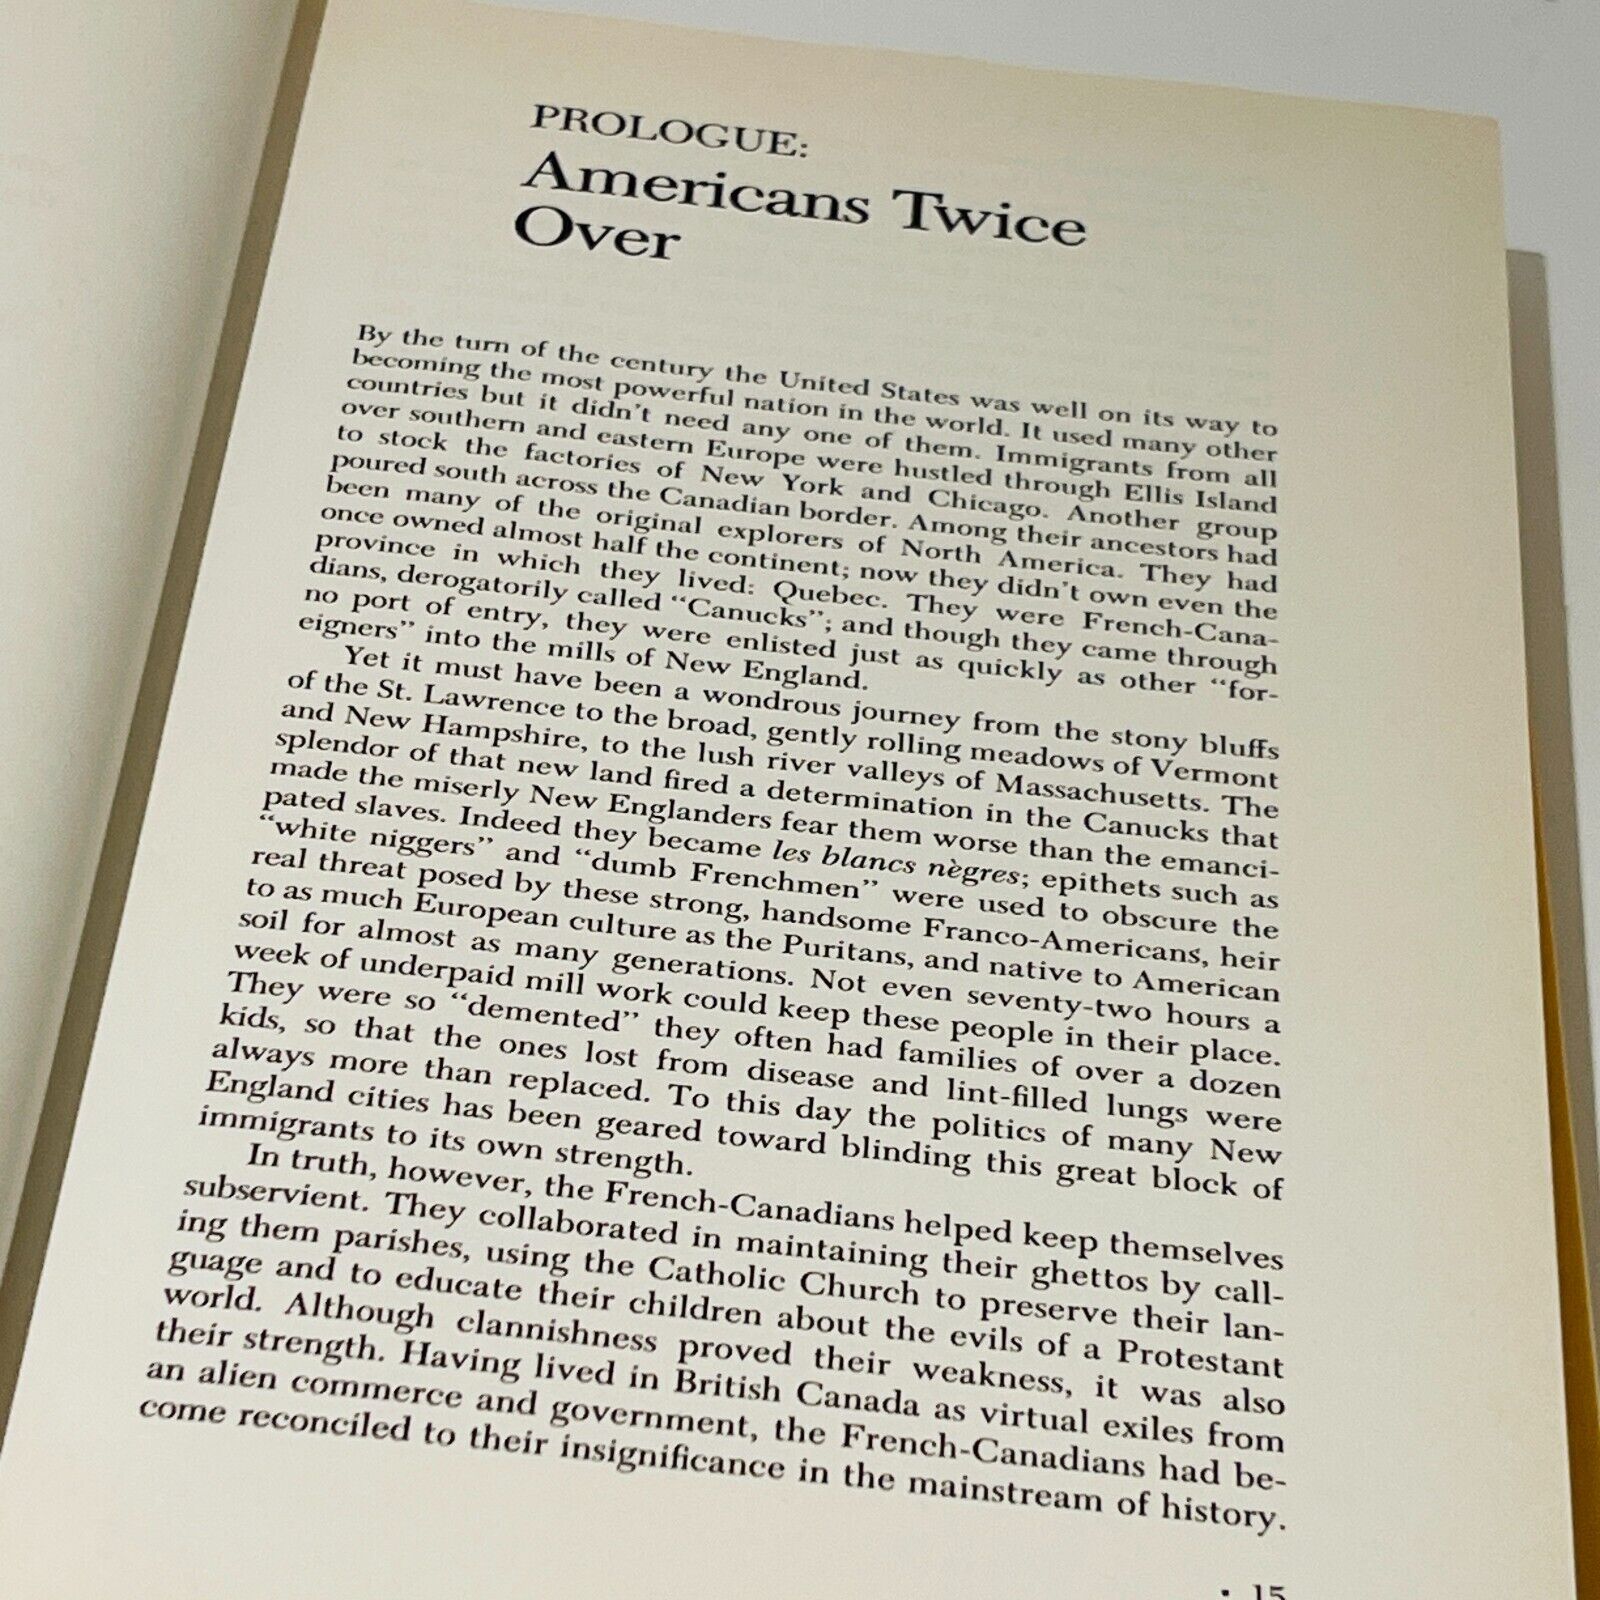 PROLOGUE:
Americans Twice
Over
By the turn of the century the United States was well on its way to
becoming the most powerful nation in the world. It used many other
countries but it didn't need any one of them. Immigrants from all
over southern and eastern Europe were hustled through Ellis Island
to stock the factories of New York and Chicago. Another group
poured south across the Canadian border. Among their ancestors had
been many of the original explorers of North America. They had
once owned almost half the continent; now they didn't own even the
province in which they lived: Quebec. They were French-Cana-
dians, derogatorily called "Canucks"; and though they came through
no port of entry, they were enlisted just as quickly as other "for-
eigners" into the mills of New England.
Yet it must have been a wondrous journey from the stony bluffs
of the St. Lawrence to the broad, gently rolling meadows of Vermont
and New Hampshire, to the lush river valleys of Massachusetts. The
splendor of that new land fired a determination in the Canucks that
made the miserly New Englanders fear them worse than the emanci-
pated slaves. Indeed they became les blancs nègres; epithets such as
"white niggers" and "dumb Frenchmen" were used to obscure the
real threat posed by these strong, handsome Franco-Americans, heir
to as much European culture as the Puritans, and native to American
soil for almost as many generations. Not even seventy-two hours a
week of underpaid mill work could keep these people in their place.
They were so "demented" they often had families of over a dozen
kids, so that the ones lost from disease and lint-filled lungs were
always more than replaced. To this day the politics of many New
England cities has been geared toward blinding this great block of
immigrants to its own strength.
In truth, however, the French-Canadians helped keep themselves
subservient. They collaborated in maintaining their ghettos by call-
ing them parishes, using the Catholic Church to preserve their lan-
guage and to educate their children about the evils of a Protestant
world. Although clannishness proved their weakness, it was also
their strength. Having lived in British Canada as virtual exiles from
an alien commerce and government, the French-Canadians had be-
come reconciled to their insignificance in the mainstream of history.
· 15